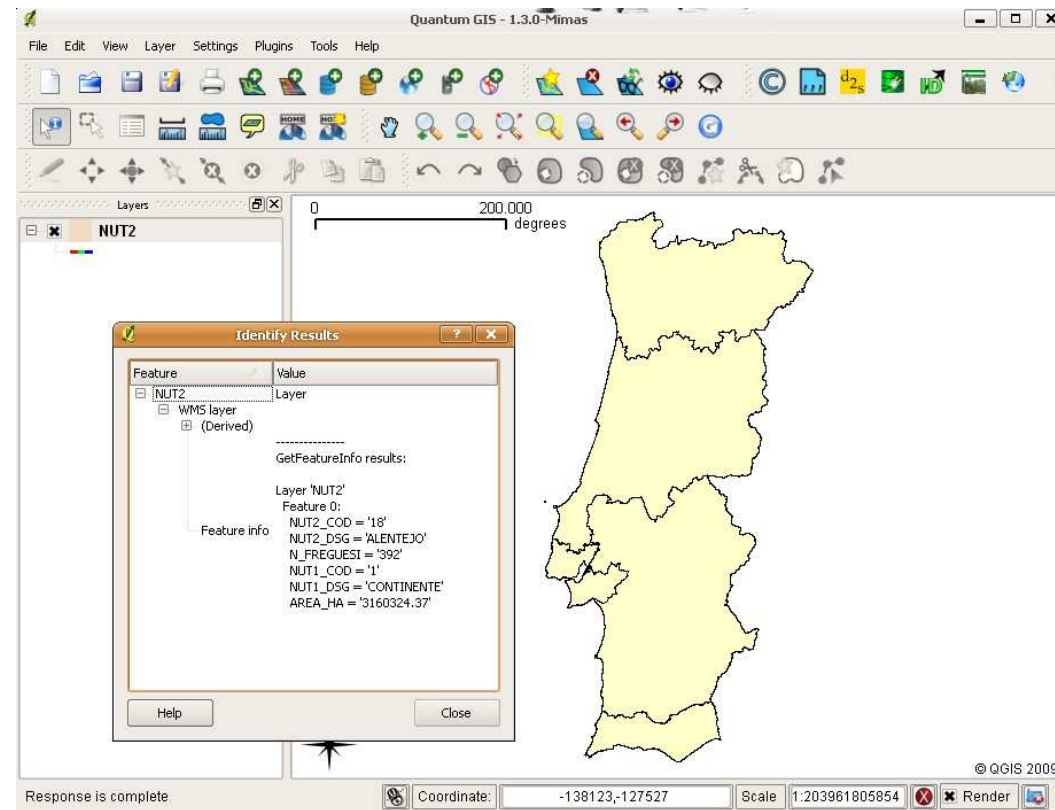 Quantum GIS - 1.3.0-Mimas
File Edit View Layer Settings Plugins Tools Help
Layers
NUT2
0 200.000 degrees
Identify Results
Feature Value
NUT2 Layer
WMS layer
(Derived)
---------------
GetFeatureInfo results:
Layer 'NUT2'
Feature 0:
NUT2_COD = '18'
Feature info
NUT2_DSG = 'ALENTEJO'
N_FREGUESI = '392'
NUT1_COD = '1'
NUT1_DSG = 'CONTINENTE'
AREA_HA = '3160324.37'
Help Close
© QGIS 2009
Response is complete Coordinate: -138123,-127527 Scale 1:203961805854 Render